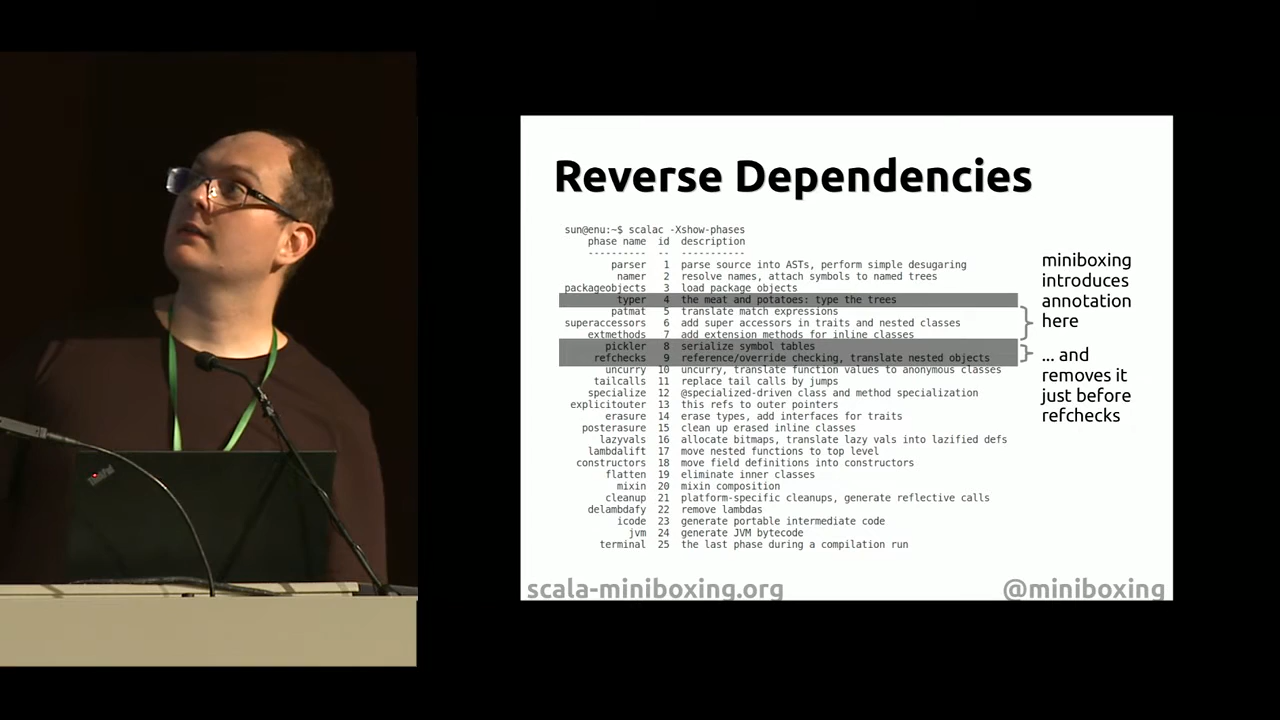 Reverse Dependencies
sun@enu:~$ scalac -Xshow-phases
phase name id description
---------- -- -----------
parser 1 parse source into ASTs, perform simple desugaring
namer 2 resolve names, attach symbols to named trees
packageobjects 3 load package objects
typer 4 the meat and potatoes: type the trees
patmat 5 translate match expressions
superaccessors 6 add super accessors in traits and nested classes
extmethods 7 add extension methods for inline classes
pickler 8 serialize symbol tables
refchecks 9 reference/override checking, translate nested objects
uncurry 10 uncurry, translate function values to anonymous classes
tailcalls 11 replace tail calls by jumps
specialize 12 @specialized-driven class and method specialization
explicitouter 13 this refs to outer pointers
erasure 14 erase types, add interfaces for traits
posterasure 15 clean up erased inline classes
lazyvals 16 allocate bitmaps, translate lazy vals into lazified defs
lambdalift 17 move nested functions to top level
constructors 18 move field definitions into constructors
flatten 19 eliminate inner classes
mixin 20 mixin composition
cleanup 21 platform-specific cleanups, generate reflective calls
delambdafy 22 remove lambdas
icode 23 generate portable intermediate code
jvm 24 generate JVM bytecode
terminal 25 the last phase during a compilation run
miniboxing
introduces
annotation
here
... and
removes it
just before
refchecks
scala-miniboxing.org
@miniboxing
ThinkPad